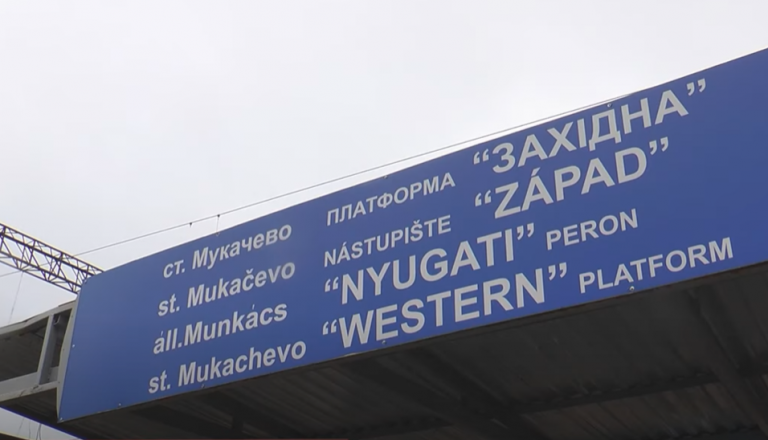 ст. Мукачево ПЛАТФОРМА “ЗАХІДНА”
st. Mukačevo NÁSTUPIŠTE “ZÁPAD”
áll.Munkács “NYUGATI” PERON
st. Mukachevo “WESTERN” PLATFORM